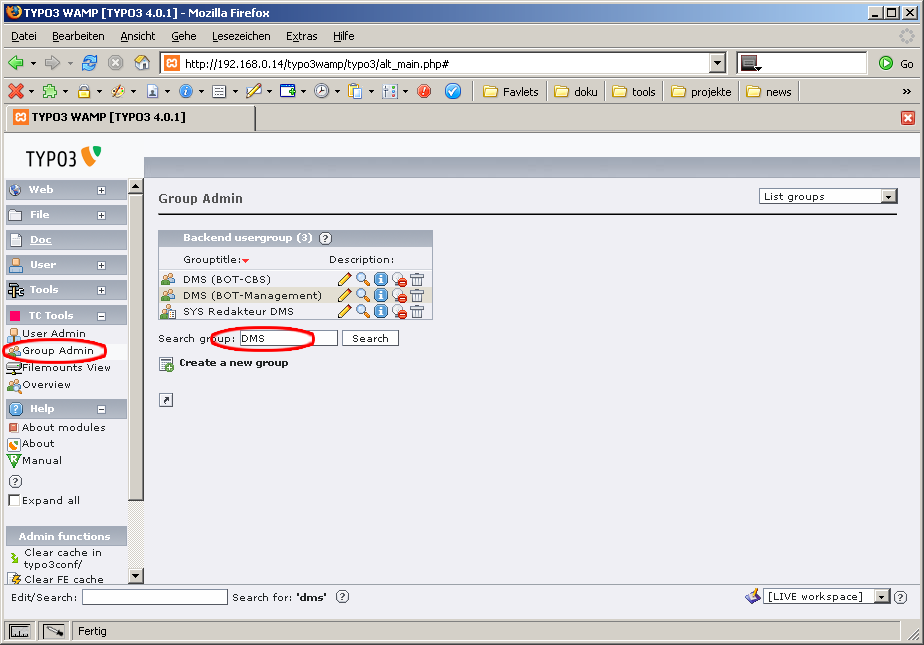 TYPO3 WAMP [TYPO3 4.0.1] - Mozilla Firefox
Datei Bearbeiten Ansicht Gehe Lesezeichen Extras Hilfe
http://192.168.0.14/typo3wamp/typo3/alt_main.php# Go
Favlets doku tools projekte news »
TYPO3 WAMP [TYPO3 4.0.1]
TYPO3
Web
File
Doc
User
Tools
TC Tools
User Admin
Group Admin
Filemounts View
Overview
Help
About modules
About
Manual
Expand all
Admin functions
Clear cache in
typo3conf/
Clear FE cache
Group Admin List groups
Backend usergroup (3)
Grouptitle: Description:
DMS (BOT-CBS)
DMS (BOT-Management)
SYS Redakteur DMS
Search group: DMS Search
Create a new group
Edit/Search: Search for: 'dms' [LIVE workspace]
Fertig